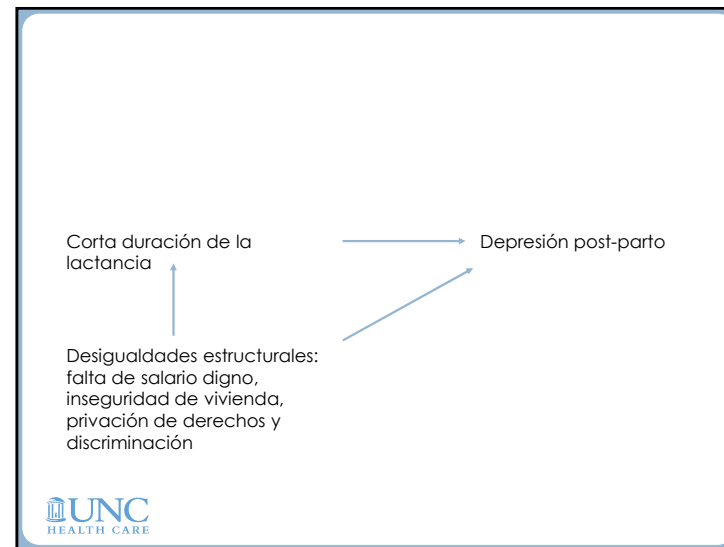 Corta duración de la
lactancia
Depresión post-parto
Desigualdades estructurales:
falta de salario digno,
inseguridad de vivienda,
privación de derechos y
discriminación
UNC
HEALTH CARE